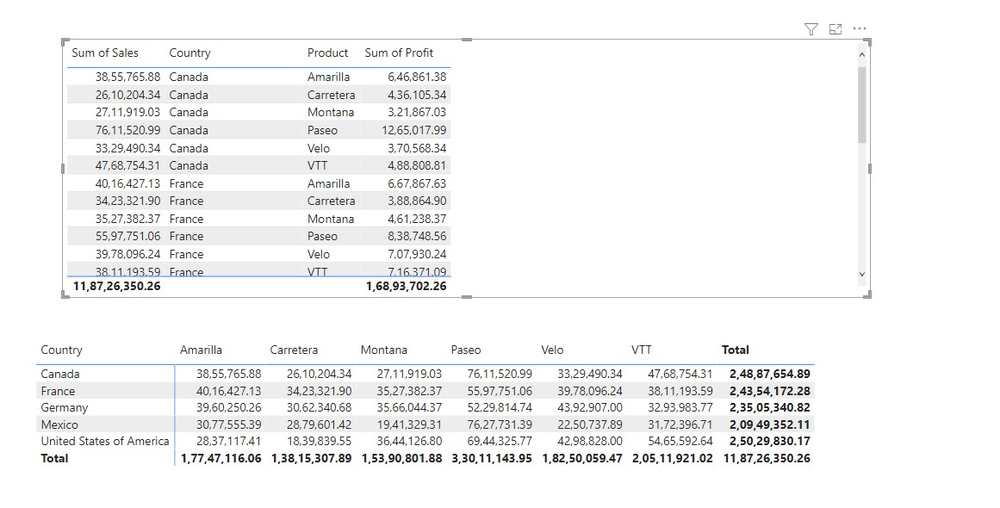 Sum of Sales Country Product Sum of Profit
38,55,765.88 Canada Amarilla 6,46,861.38
26,10,204.34 Canada Carretera 4,36,105.34
27,11,919.03 Canada Montana 3,21,867.03
76,11,520.99 Canada Paseo 12,65,017.99
33,29,490.34 Canada Velo 3,70,568.34
47,68,754.31 Canada VTT 4,88,808.81
40,16,427.13 France Amarilla 6,67,867.63
34,23,321.90 France Carretera 3,88,864.90
35,27,382.37 France Montana 4,61,238.37
55,97,751.06 France Paseo 8,38,748.56
39,78,096.24 France Velo 7,07,930.24
38,11,193.59 France VTT 7,16,371.09
11,87,26,350.26 1,68,93,702.26
Country Amarilla Carretera Montana Paseo Velo VTT Total
Canada 38,55,765.88 26,10,204.34 27,11,919.03 76,11,520.99 33,29,490.34 47,68,754.31 2,48,87,654.89
France 40,16,427.13 34,23,321.90 35,27,382.37 55,97,751.06 39,78,096.24 38,11,193.59 2,43,54,172.28
Germany 39,60,250.26 30,62,340.68 35,66,044.37 52,29,814.74 43,92,907.00 32,93,983.77 2,35,05,340.82
Mexico 30,77,555.39 28,79,601.42 19,41,329.31 76,27,731.39 22,50,737.89 31,72,396.71 2,09,49,352.11
United States of America 28,37,117.41 18,39,839.55 36,44,126.80 69,44,325.77 42,98,828.00 54,65,592.64 2,50,29,830.17
Total 1,77,47,116.06 1,38,15,307.89 1,53,90,801.88 3,30,11,143.95 1,82,50,059.47 2,05,11,921.02 11,87,26,350.26